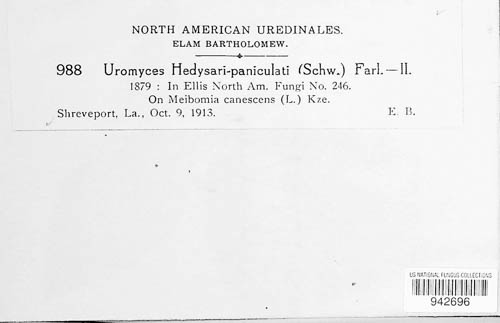 NORTH AMERICAN UREDINALES.
ELAM BARTHOLOMEW.
988 Uromyces Hedysari-paniculati (Schw.) Farl.—II.
1879 : In Ellis North Am. Fungi No. 246.
On Meibomia canescens (L.) Kze.
Shreveport, La., Oct. 9, 1913. E. B.
US NATIONAL FUNGUS COLLECTIONS
942696